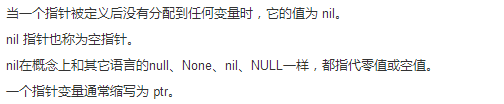 当一个指针被定义后没有分配到任何变量时，它的值为 nil。
nil 指针也称为空指针。
nil在概念上和其它语言的null、None、nil、NULL一样，都指代零值或空值。
一个指针变量通常缩写为 ptr。